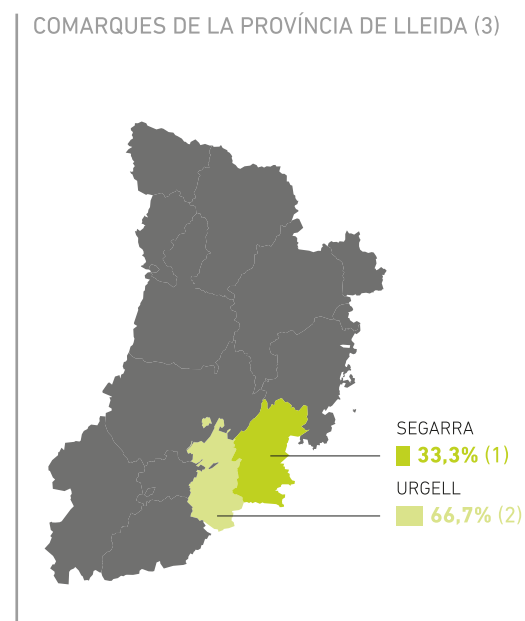 COMARQUES DE LA PROVÍNCIA DE LLEIDA (3)
SEGARRA
33,3% (1)
URGELL
66,7% (2)